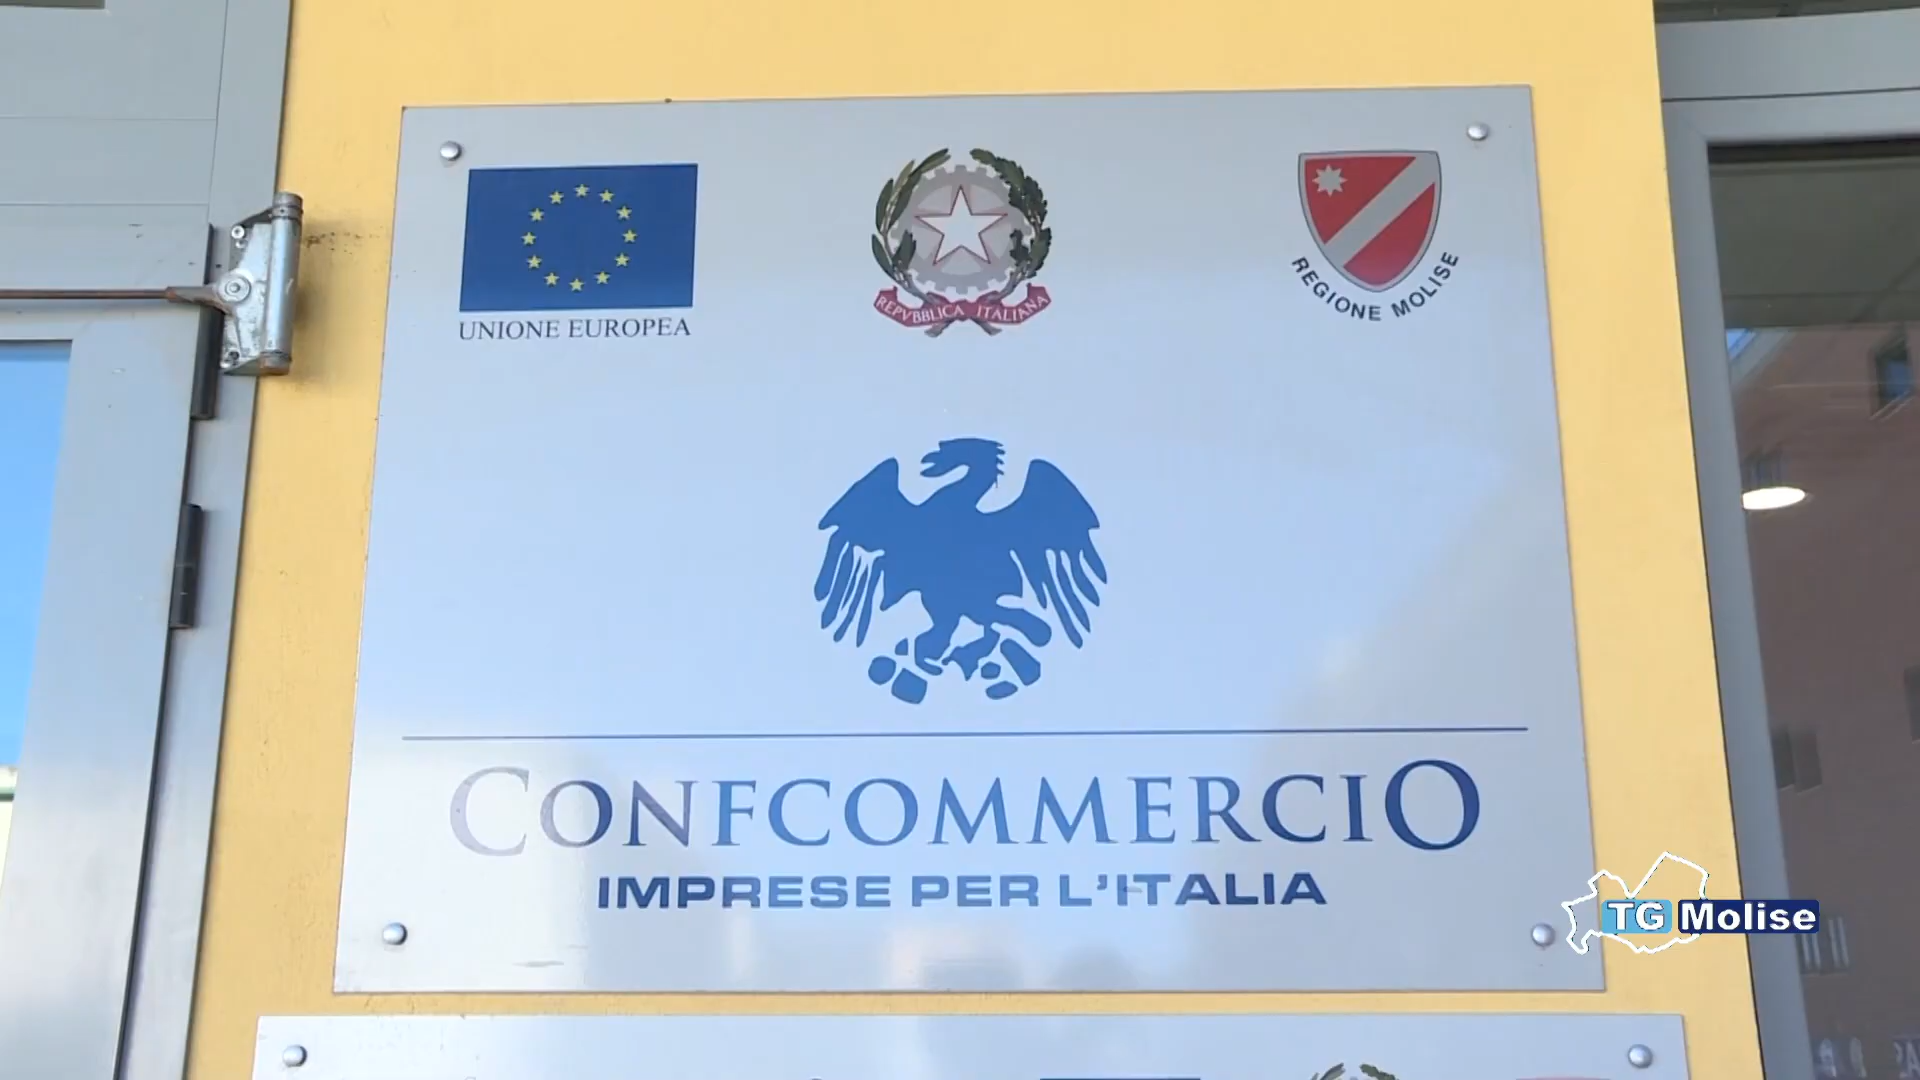 UNIONE EUROPEA
REPVBBLICA ITALIANA
REGIONE MOLISE
CONFCOMMERCIO
IMPRESE PER L'ITALIA
TG Molise